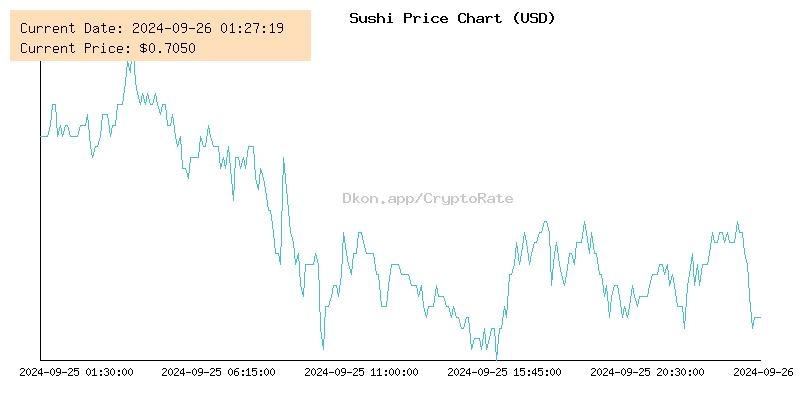 Sushi Price Chart (USD)
Current Date: 2024-09-26 01:27:19
Current Price: $0.7050
Dkon.app/CryptoRate
2024-09-25 01:30:00 2024-09-25 06:15:00 2024-09-25 11:00:00 2024-09-25 15:45:00 2024-09-25 20:30:00 2024-09-26